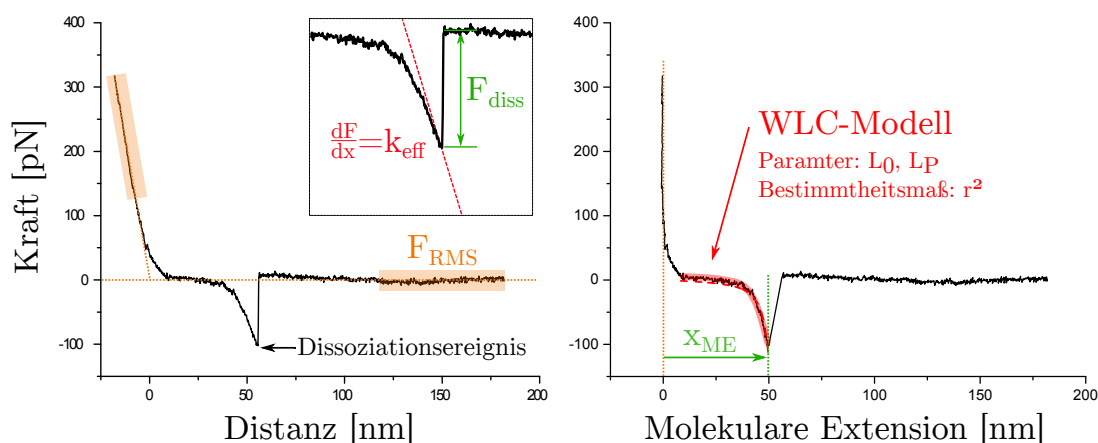 400
300
200
100
0
-100
Kraft [pN]
0
50
100
150
200
Distanz [nm]
F_diss
dF/dx=k_eff
F_RMS
Dissoziationsereignis
400
300
200
100
0
-100
0
50
100
150
200
Molekulare Extension [nm]
WLC-Modell
Paramter: L_0, L_P
Bestimmtheitsmaß: r²
x_ME